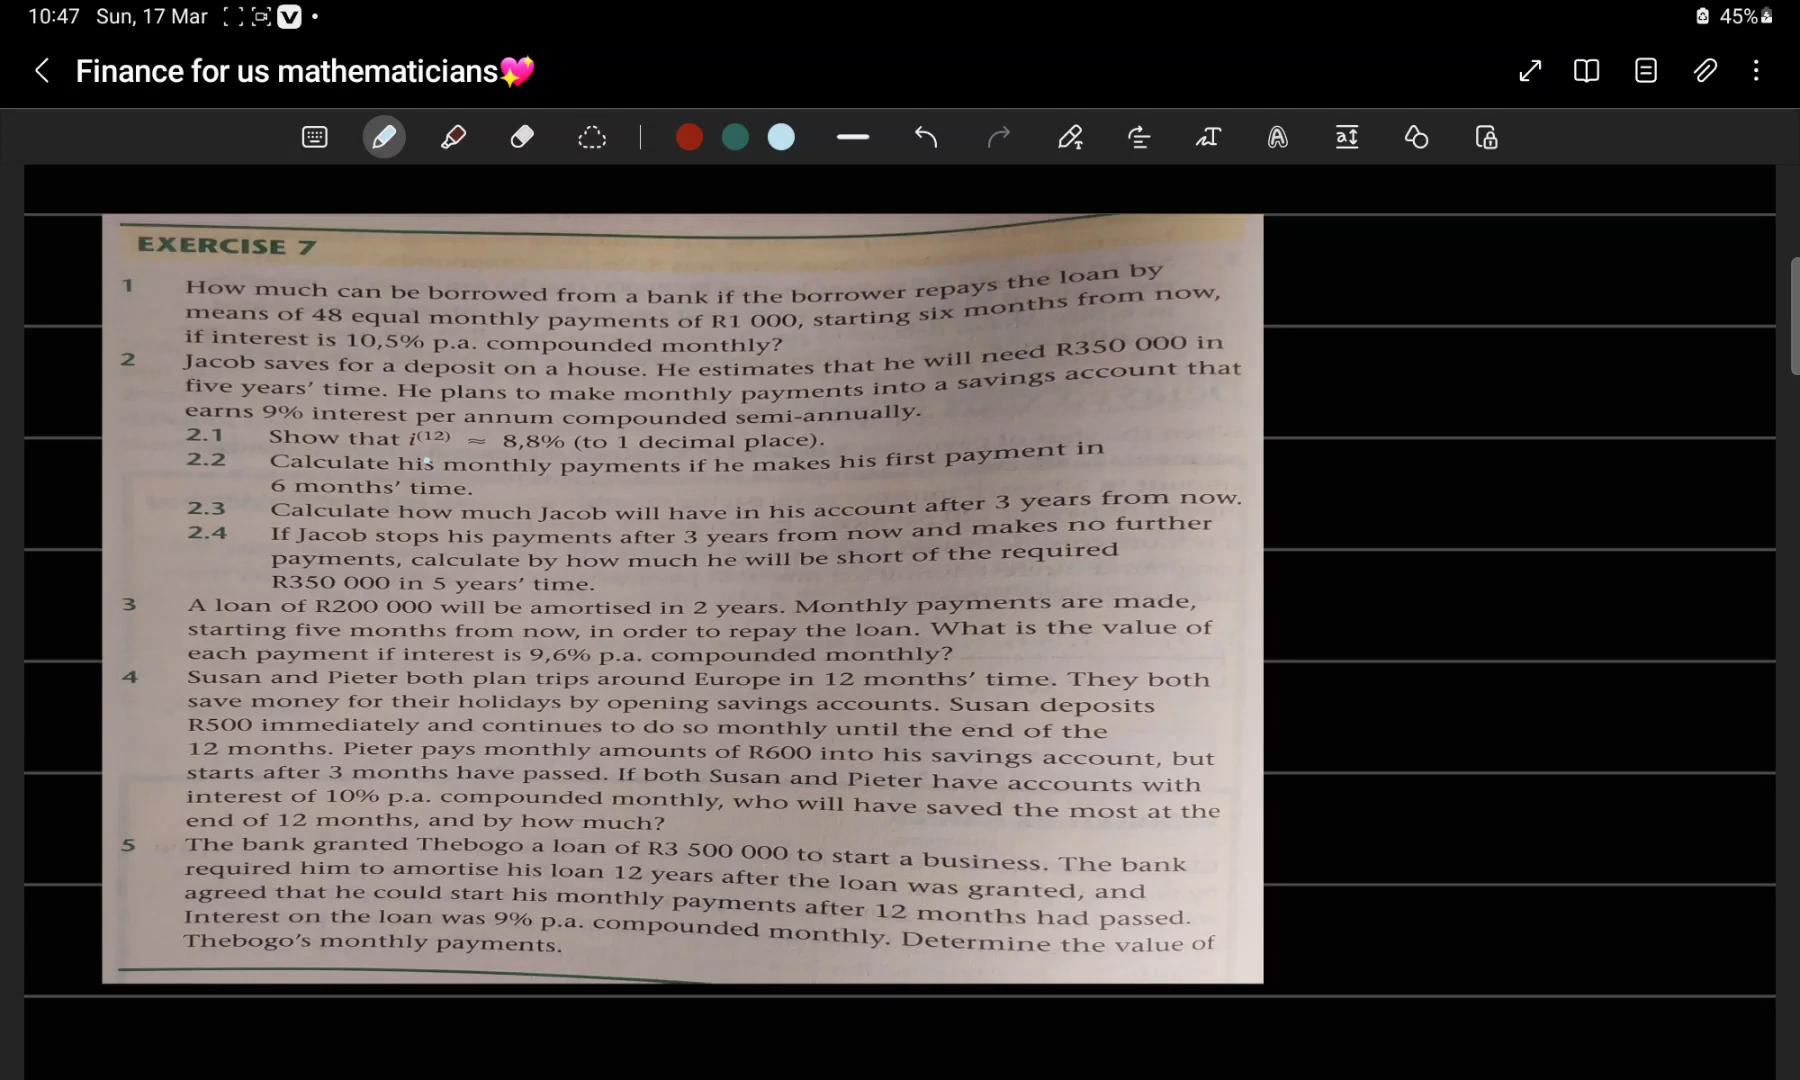 10:47 Sun, 17 Mar
45%
Finance for us mathematicians💖
EXERCISE 7
1 How much can be borrowed from a bank if the borrower repays the loan by
means of 48 equal monthly payments of R1 000, starting six months from now,
if interest is 10,5% p.a. compounded monthly?
2 Jacob saves for a deposit on a house. He estimates that he will need R350 000 in
five years' time. He plans to make monthly payments into a savings account that
earns 9% interest per annum compounded semi-annually.
2.1 Show that i⁽¹²⁾ ≈ 8,8% (to 1 decimal place).
2.2 Calculate his monthly payments if he makes his first payment in
6 months' time.
2.3 Calculate how much Jacob will have in his account after 3 years from now.
2.4 If Jacob stops his payments after 3 years from now and makes no further
payments, calculate by how much he will be short of the required
R350 000 in 5 years' time.
3 A loan of R200 000 will be amortised in 2 years. Monthly payments are made,
starting five months from now, in order to repay the loan. What is the value of
each payment if interest is 9,6% p.a. compounded monthly?
4 Susan and Pieter both plan trips around Europe in 12 months' time. They both
save money for their holidays by opening savings accounts. Susan deposits
R500 immediately and continues to do so monthly until the end of the
12 months. Pieter pays monthly amounts of R600 into his savings account, but
starts after 3 months have passed. If both Susan and Pieter have accounts with
interest of 10% p.a. compounded monthly, who will have saved the most at the
end of 12 months, and by how much?
5 The bank granted Thebogo a loan of R3 500 000 to start a business. The bank
required him to amortise his loan 12 years after the loan was granted, and
agreed that he could start his monthly payments after 12 months had passed.
Interest on the loan was 9% p.a. compounded monthly. Determine the value of
Thebogo's monthly payments.